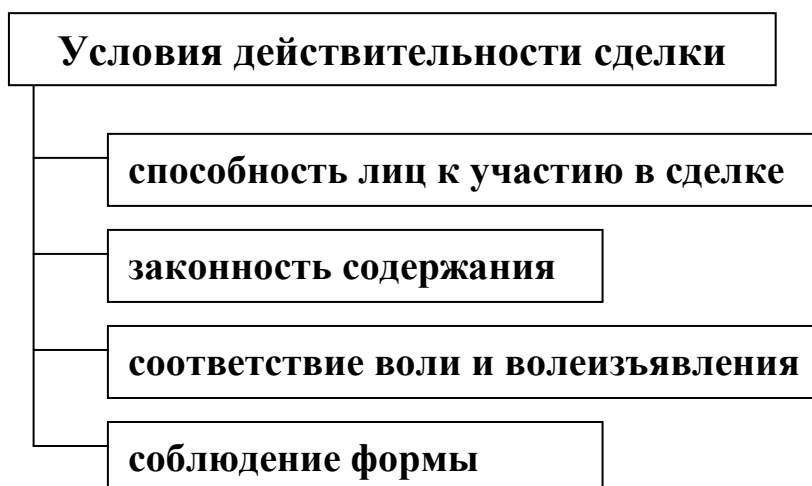 Условия действительности сделки
способность лиц к участию в сделке
законность содержания
соответствие воли и волеизъявления
соблюдение формы